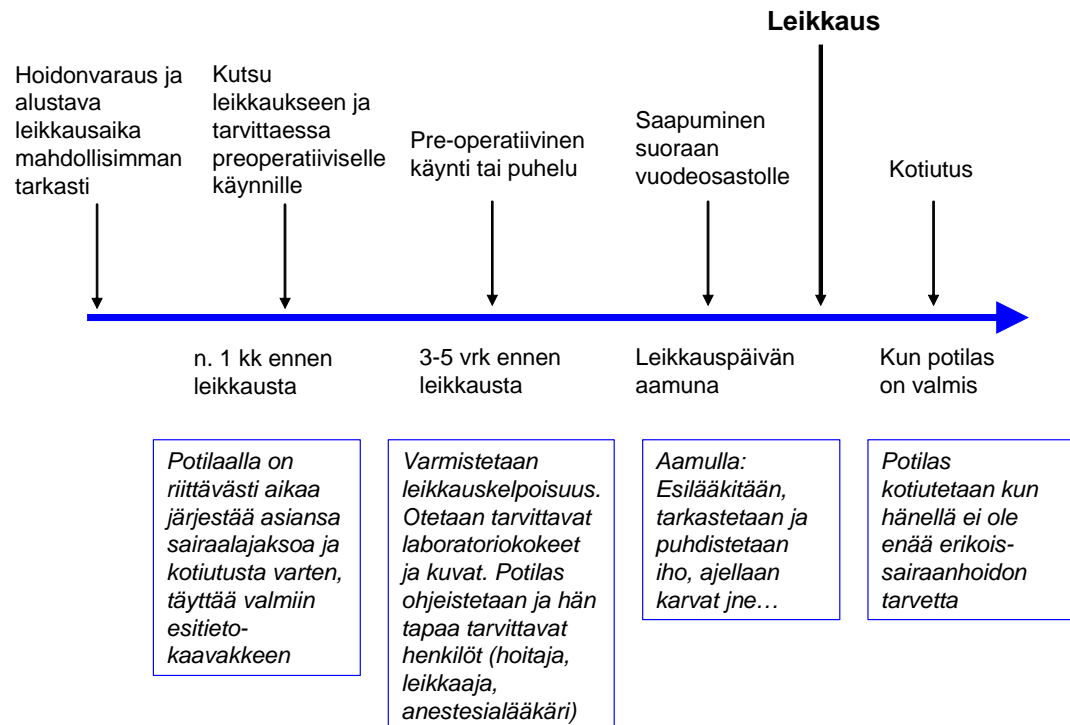 Leikkaus
Hoidonvaraus ja
alustava
leikkausaika
mahdollisimman
tarkasti
Kutsu
leikkaukseen ja
tarvittaessa
preoperatiiviselle
käynnille
Pre-operatiivinen
käynti tai puhelu
Saapuminen
suoraan
vuodeosastolle
Kotiutus
n. 1 kk ennen
leikkausta
3-5 vrk ennen
leikkausta
Leikkauspäivän
aamuna
Kun potilas
on valmis
Potilaalla on
riittävästi aikaa
järjestää asiansa
sairaalajaksoa ja
kotiutusta varten,
täyttää valmiin
esitieto-
kaavakkeen
Varmistetaan
leikkauskelpoisuus.
Otetaan tarvittavat
laboratoriokokeet
ja kuvat. Potilas
ohjeistetaan ja hän
tapaa tarvittavat
henkilöt (hoitaja,
leikkaaja,
anestesialääkäri)
Aamulla:
Esilääkitään,
tarkastetaan ja
puhdistetaan
iho, ajellaan
karvat jne…
Potilas
kotiutetaan kun
hänellä ei ole
enää erikois-
sairaanhoidon
tarvetta